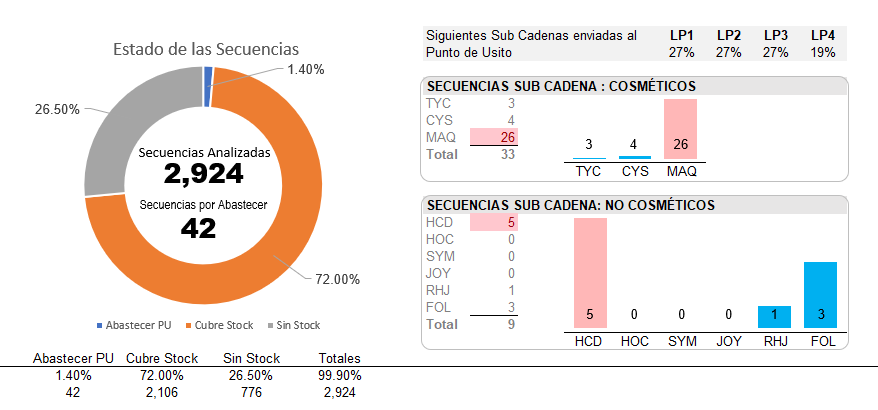 Estado de las Secuencias
1.40%
26.50%
72.00%
Secuencias Analizadas
2,924
Secuencias por Abastecer
42
Abastecer PU Cubre Stock Sin Stock
Abastecer PU Cubre Stock Sin Stock Totales
1.40% 72.00% 26.50% 99.90%
42 2,106 776 2,924
Siguientes Sub Cadenas enviadas al LP1 LP2 LP3 LP4
Punto de Usito 27% 27% 27% 19%
SECUENCIAS SUB CADENA : COSMÉTICOS
TYC 3
CYS 4
MAQ 26
Total 33
3 4 26
TYC CYS MAQ
SECUENCIAS SUB CADENA: NO COSMÉTICOS
HCD 5
HOC 0
SYM 0
JOY 0
RHJ 1
FOL 3
Total 9
5 0 0 0 1 3
HCD HOC SYM JOY RHJ FOL